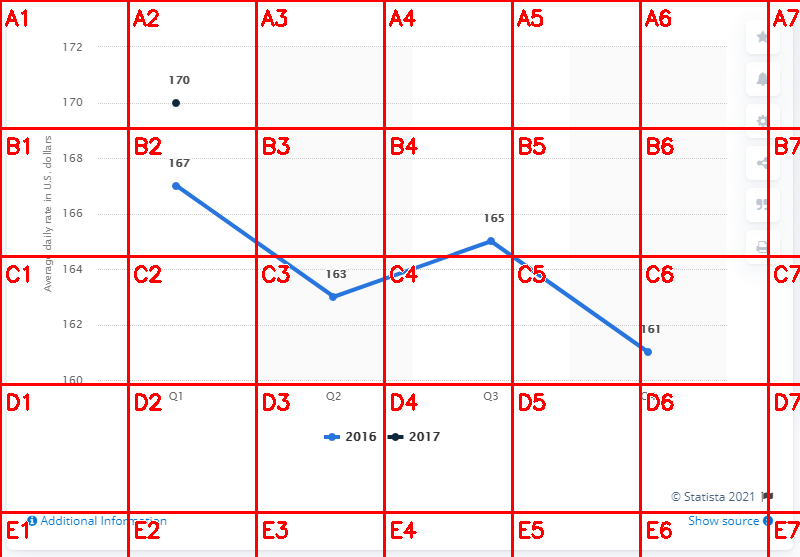 172
170
170
168
167
166
165
164
163
162
161
160
Average daily rate in U.S. dollars
Q1 Q2 Q3
2016 2017
© Statista 2021
Additional Information
Show source
A1 A2 A3 A4 A5 A6 A7
B1 B2 B3 B4 B5 B6 B7
C1 C2 C3 C4 C5 C6 C7
D1 D2 D3 D4 D5 D6 D7
E1 E2 E3 E4 E5 E6 E7